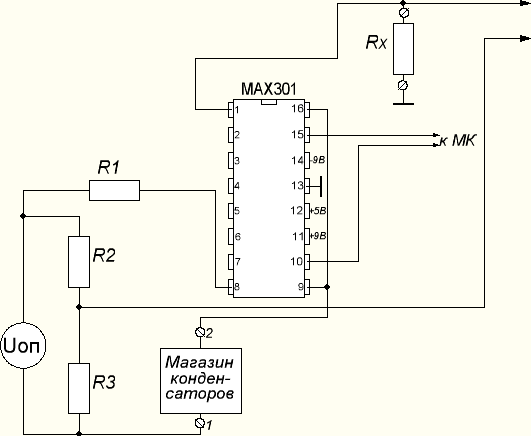 Rx
MAX301
1 16
2 15
3 14 -9В
4 13
5 12 +5В
6 11 +9В
7 10
8 9
к МК
R1
R2
Uоп
R3
2
Магазин
конден-
саторов
1